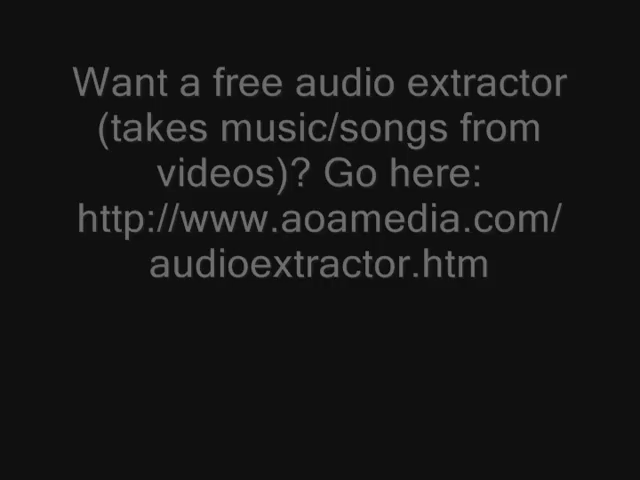 Want a free audio extractor
(takes music/songs from
videos)? Go here:
http://www.aoamedia.com/
audioextractor.htm